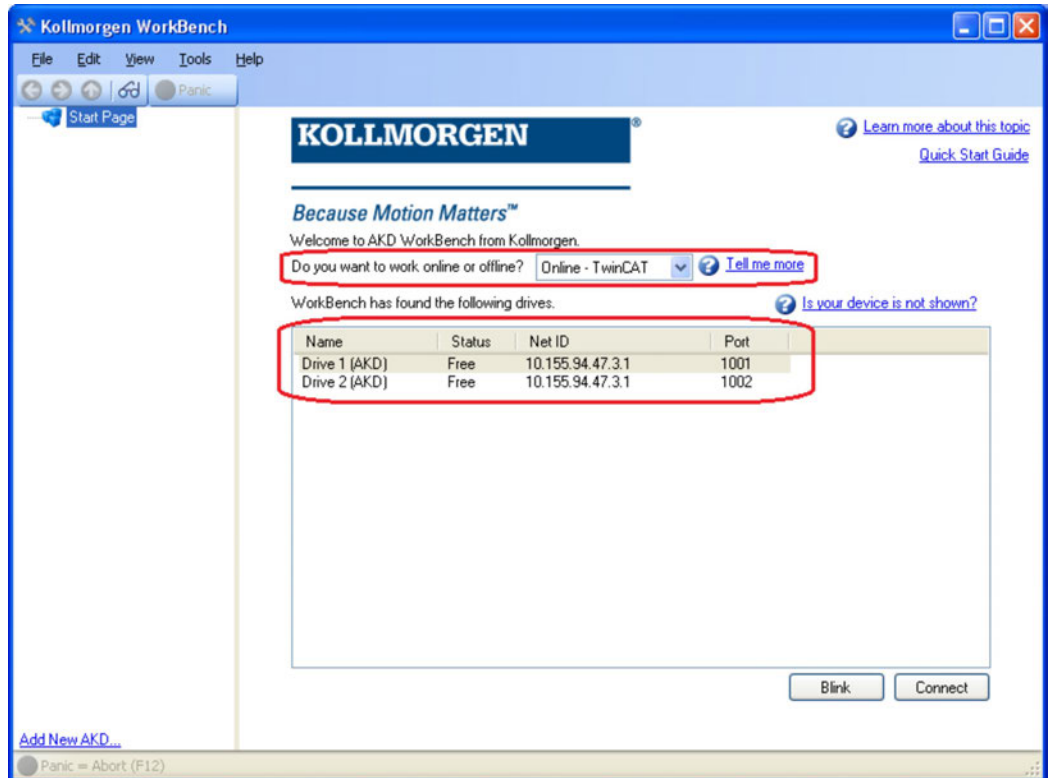 Kollmorgen WorkBench
File Edit View Tools Help
Panic
Start Page
KOLLMORGEN®
Learn more about this topic
Quick Start Guide
Because Motion Matters™
Welcome to AKD WorkBench from Kollmorgen.
Do you want to work online or offline? Online - TwinCAT Tell me more
WorkBench has found the following drives. Is your device is not shown?
Name Status Net ID Port
Drive 1 (AKD) Free 10.155.94.47.3.1 1001
Drive 2 (AKD) Free 10.155.94.47.3.1 1002
Blink Connect
Add New AKD...
Panic = Abort (F12)